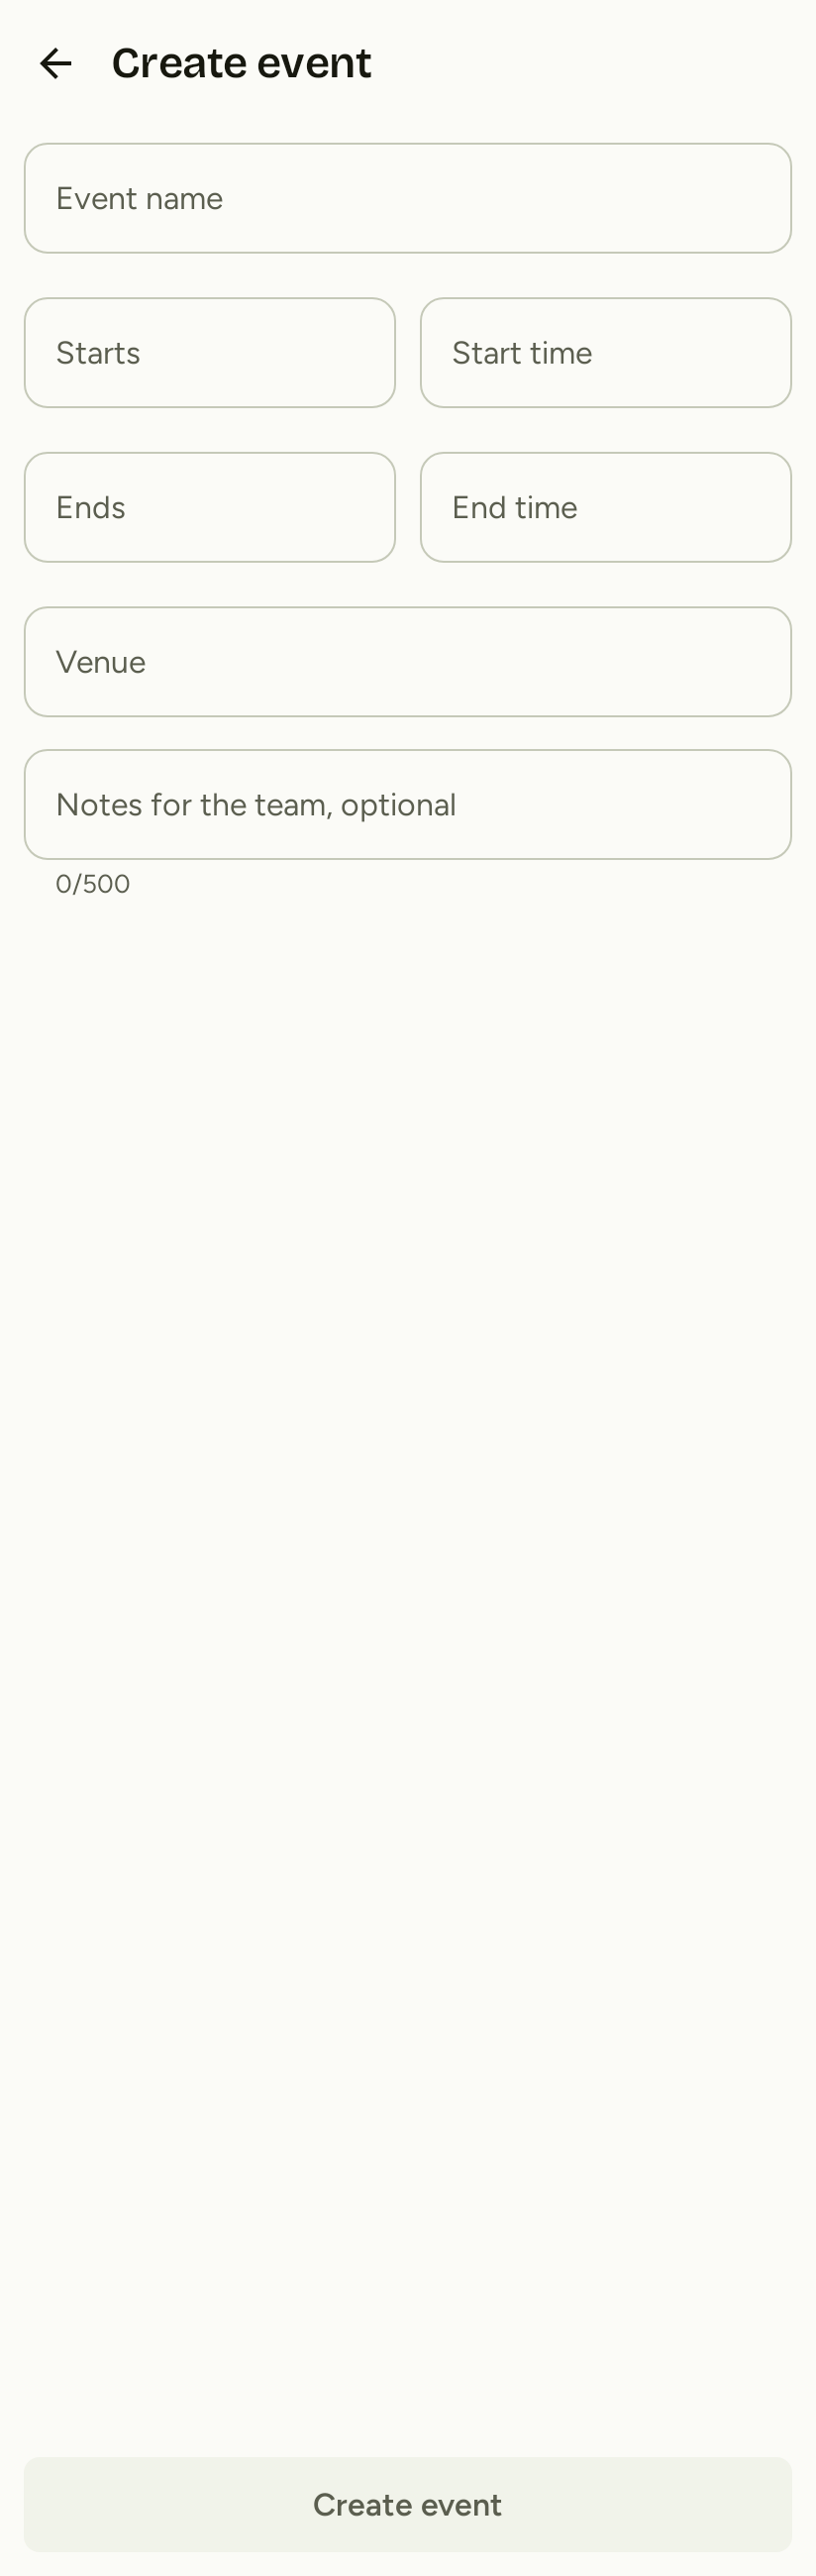 Create event
Event name
Starts
Start time
Ends
End time
Venue
Notes for the team, optional
0/500
Create event